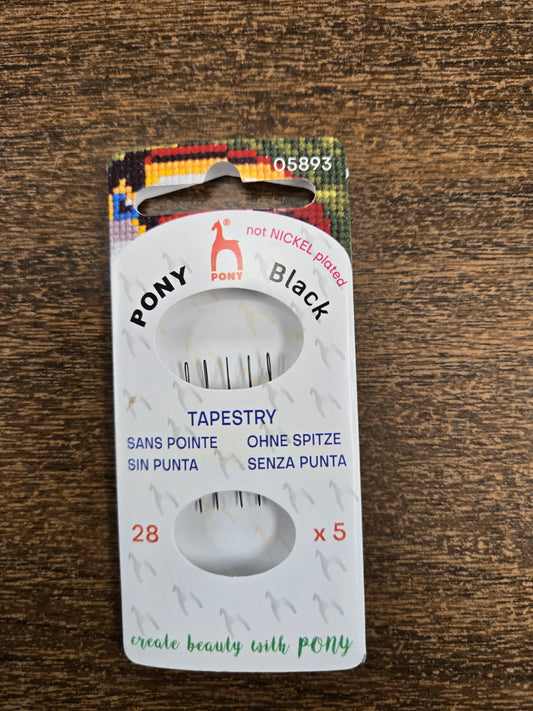 05893
®
PONY
not NICKEL plated
PONY Black
TAPESTRY
SANS POINTE OHNE SPITZE
SIN PUNTA SENZA PUNTA
28 x 5
create beauty with PONY